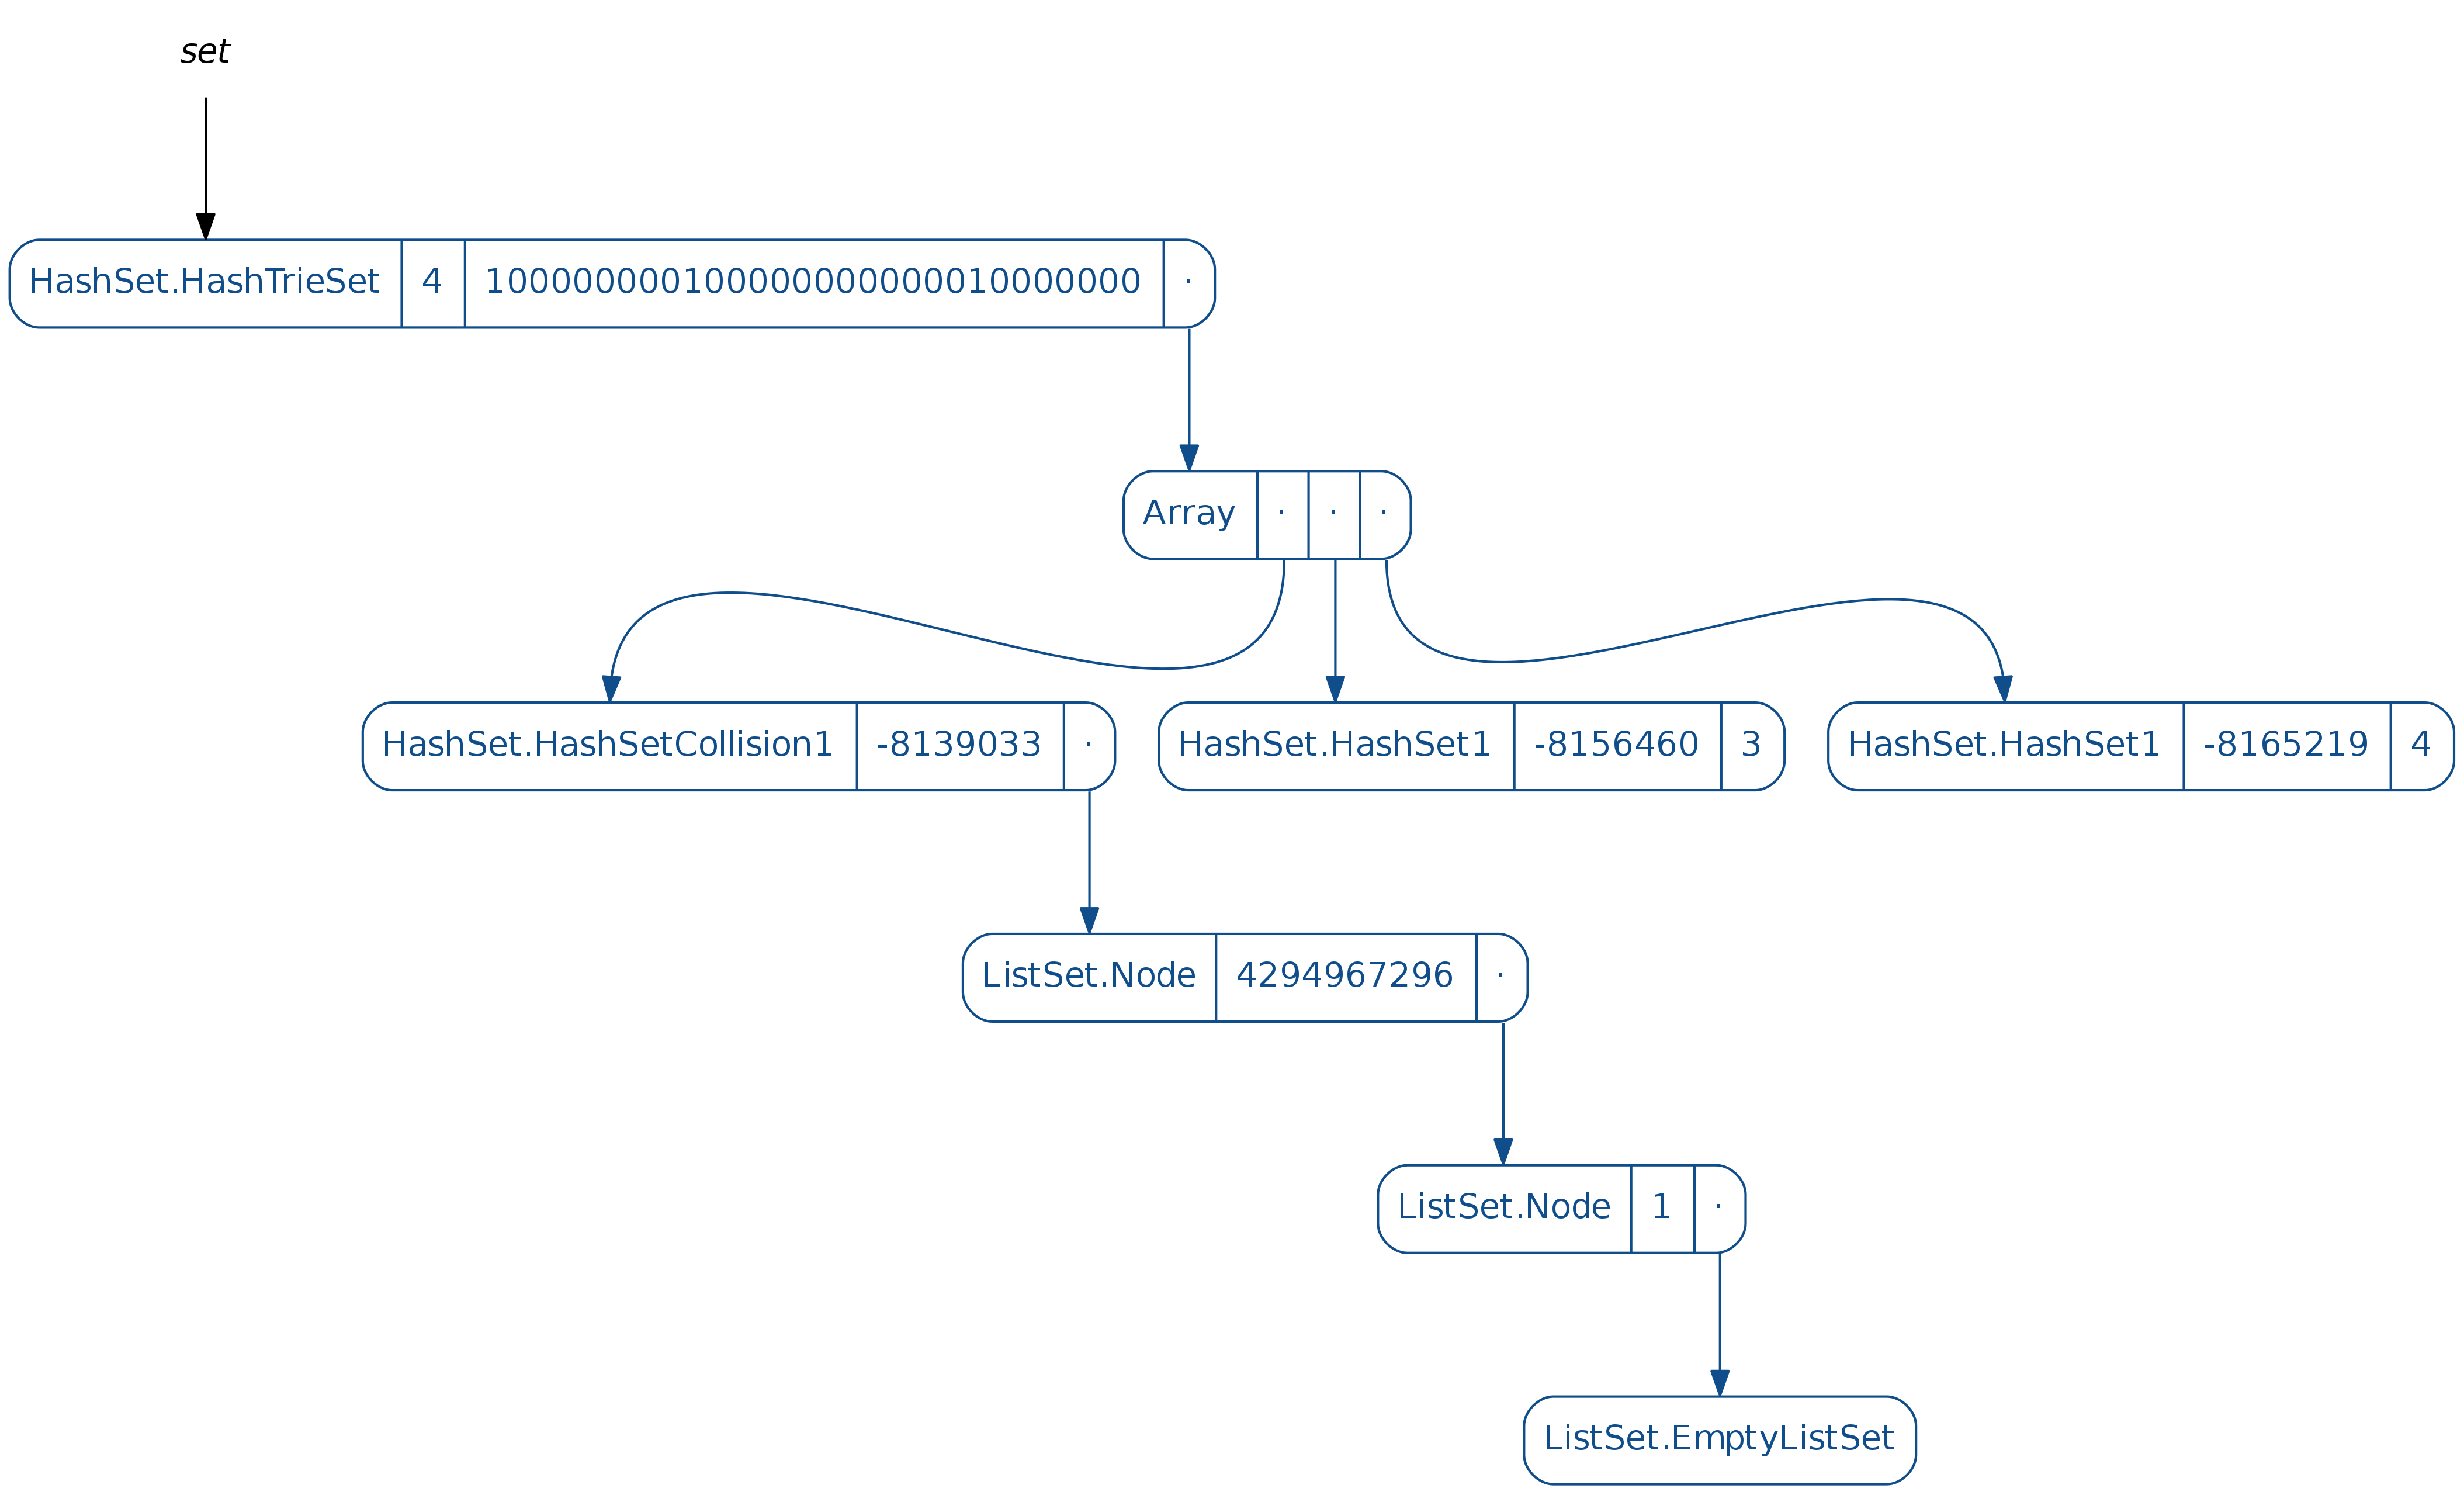 set
HashSet.HashTrieSet 4 100000000100000000000010000000 ·
Array · · ·
HashSet.HashSetCollision1 -8139033 ·
HashSet.HashSet1 -8156460 3
HashSet.HashSet1 -8165219 4
ListSet.Node 4294967296 ·
ListSet.Node 1 ·
ListSet.EmptyListSet